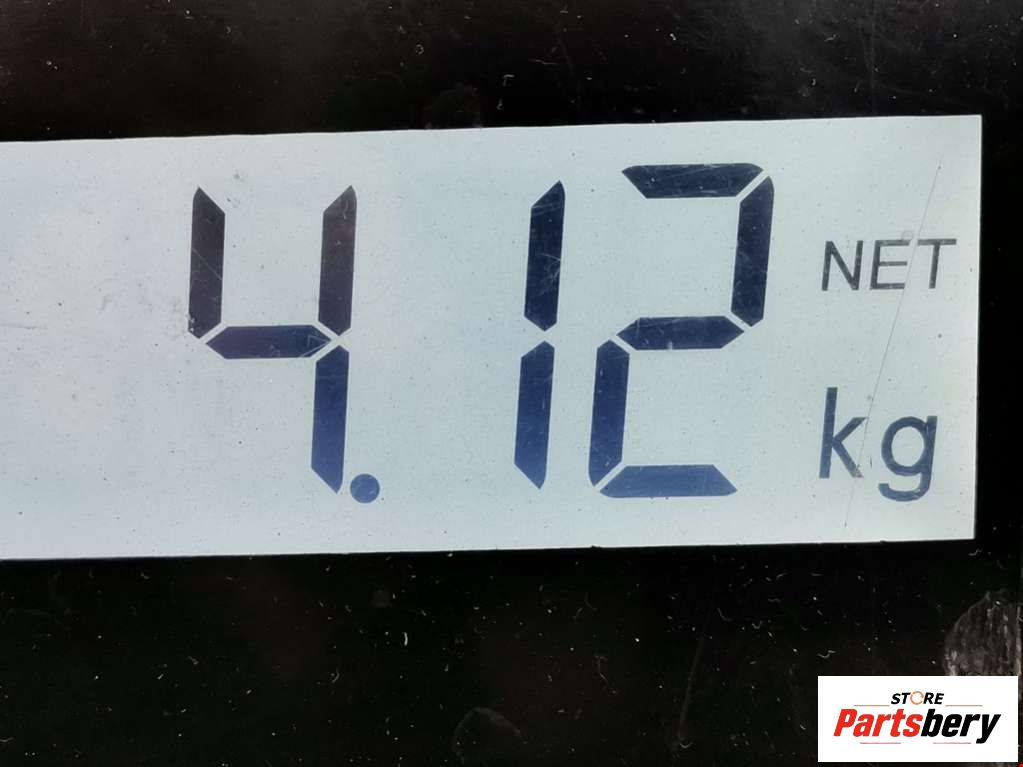 4.12
NET
kg
STORE
Partsbery